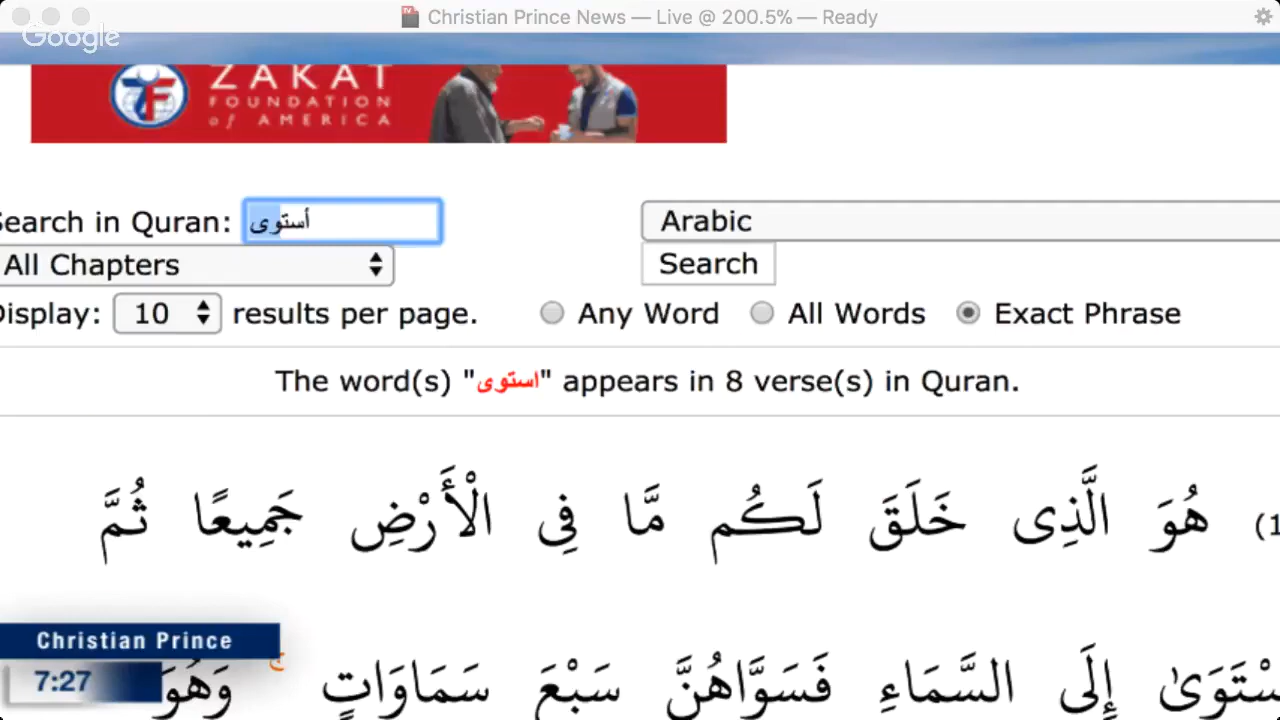 Christian Prince News — Live @ 200.5% — Ready
Google
ZAKAT
FOUNDATION
of AMERICA
Search in Quran: أستوى
Arabic
All Chapters
Search
Display: 10 results per page. Any Word All Words Exact Phrase
The word(s) "استوى" appears in 8 verse(s) in Quran.
هُوَ الَّذِى خَلَقَ لَكُم مَّا فِى الْأَرْضِ جَمِيعًا ثُمَّ
إِلَى السَّمَاءِ فَسَوَّاهُنَّ سَبْعَ سَمَاوَاتٍ ۚ وَهُوَ
Christian Prince
7:27